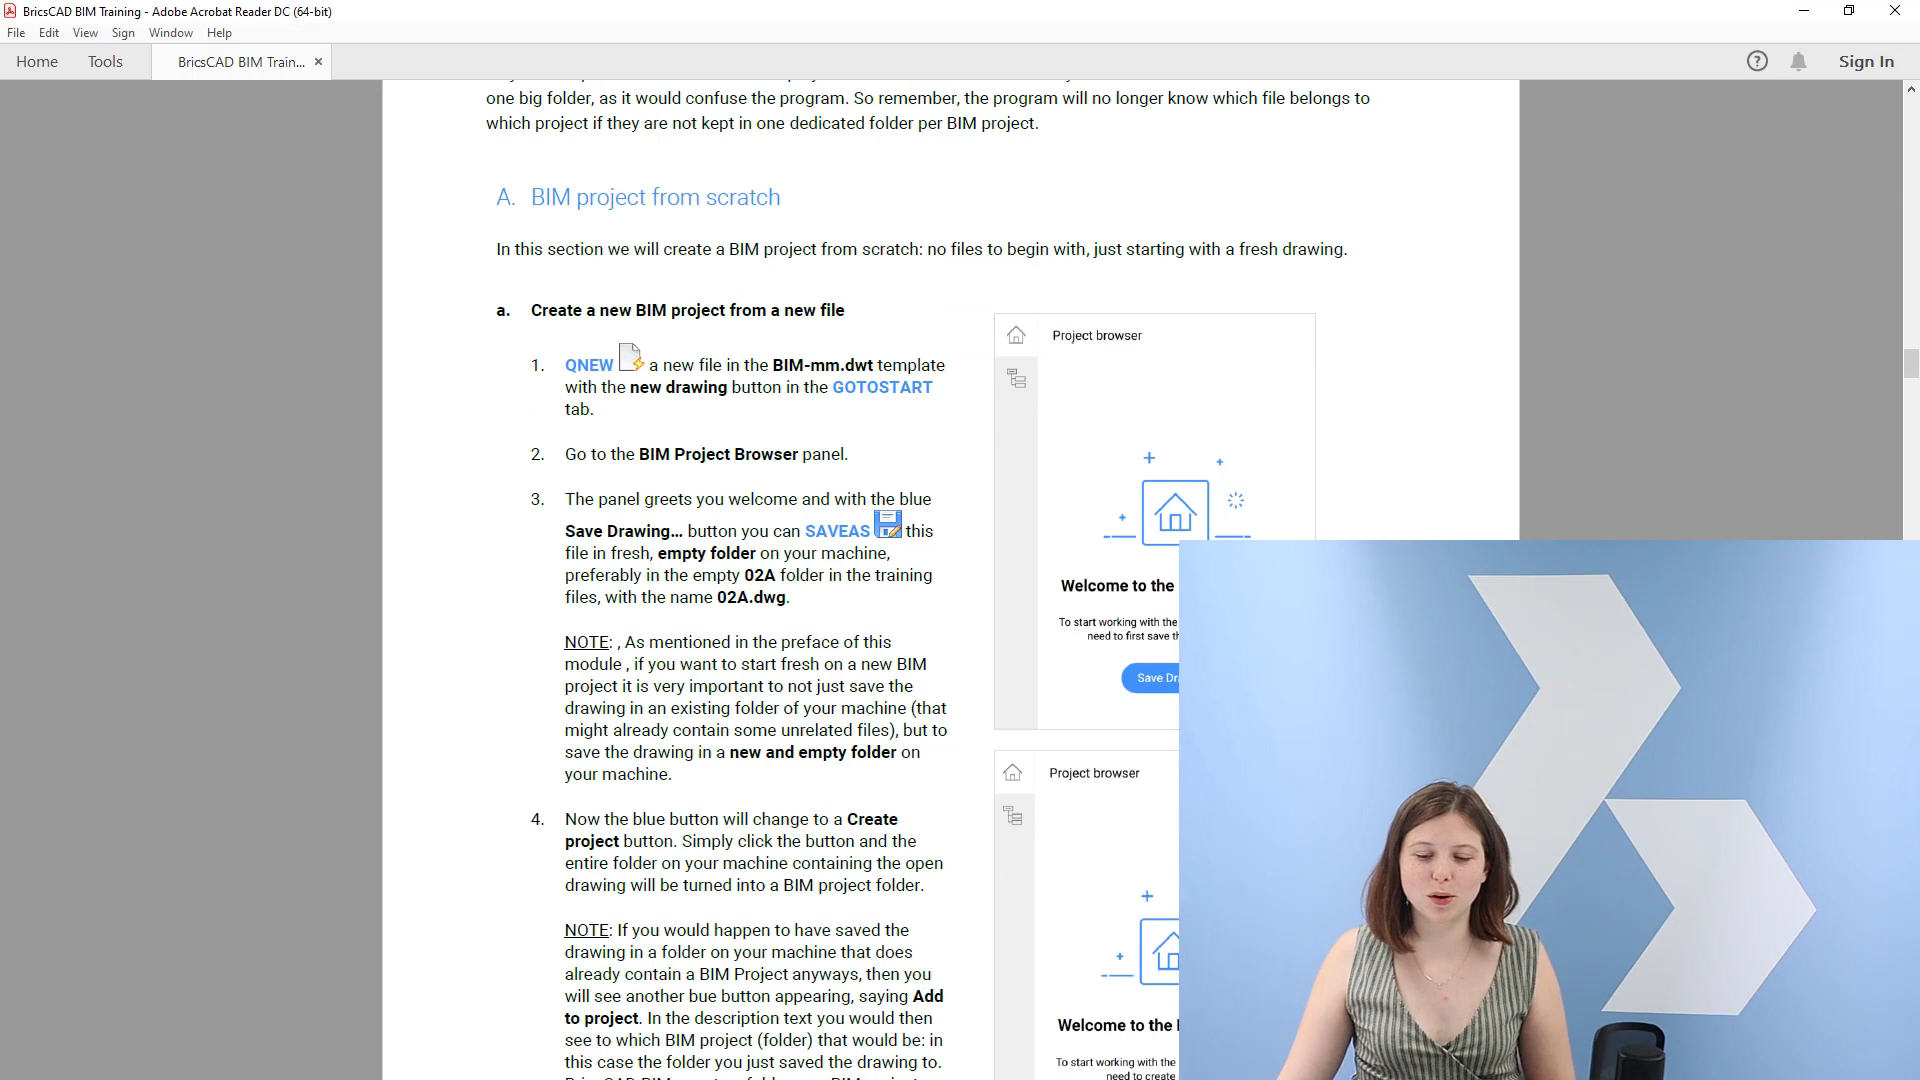 BricsCAD BIM Training - Adobe Acrobat Reader DC (64-bit)
File Edit View Sign Window Help
Home Tools BricsCAD BIM Train... × Sign In
one big folder, as it would confuse the program. So remember, the program will no longer know which file belongs to
which project if they are not kept in one dedicated folder per BIM project.
A. BIM project from scratch
In this section we will create a BIM project from scratch: no files to begin with, just starting with a fresh drawing.
a. Create a new BIM project from a new file
1. QNEW a new file in the BIM-mm.dwt template
with the new drawing button in the GOTOSTART
tab.
2. Go to the BIM Project Browser panel.
3. The panel greets you welcome and with the blue
Save Drawing... button you can SAVEAS this
file in fresh, empty folder on your machine,
preferably in the empty 02A folder in the training
files, with the name 02A.dwg.
NOTE: , As mentioned in the preface of this
module , if you want to start fresh on a new BIM
project it is very important to not just save the
drawing in an existing folder of your machine (that
might already contain some unrelated files), but to
save the drawing in a new and empty folder on
your machine.
4. Now the blue button will change to a Create
project button. Simply click the button and the
entire folder on your machine containing the open
drawing will be turned into a BIM project folder.
NOTE: If you would happen to have saved the
drawing in a folder on your machine that does
already contain a BIM Project anyways, then you
will see another bue button appearing, saying Add
to project. In the description text you would then
see to which BIM project (folder) that would be: in
this case the folder you just saved the drawing to.
Project browser
Welcome to the
To start working with the
need to first save
Save
Project browser
Welcome to the
To start working with the
need to create